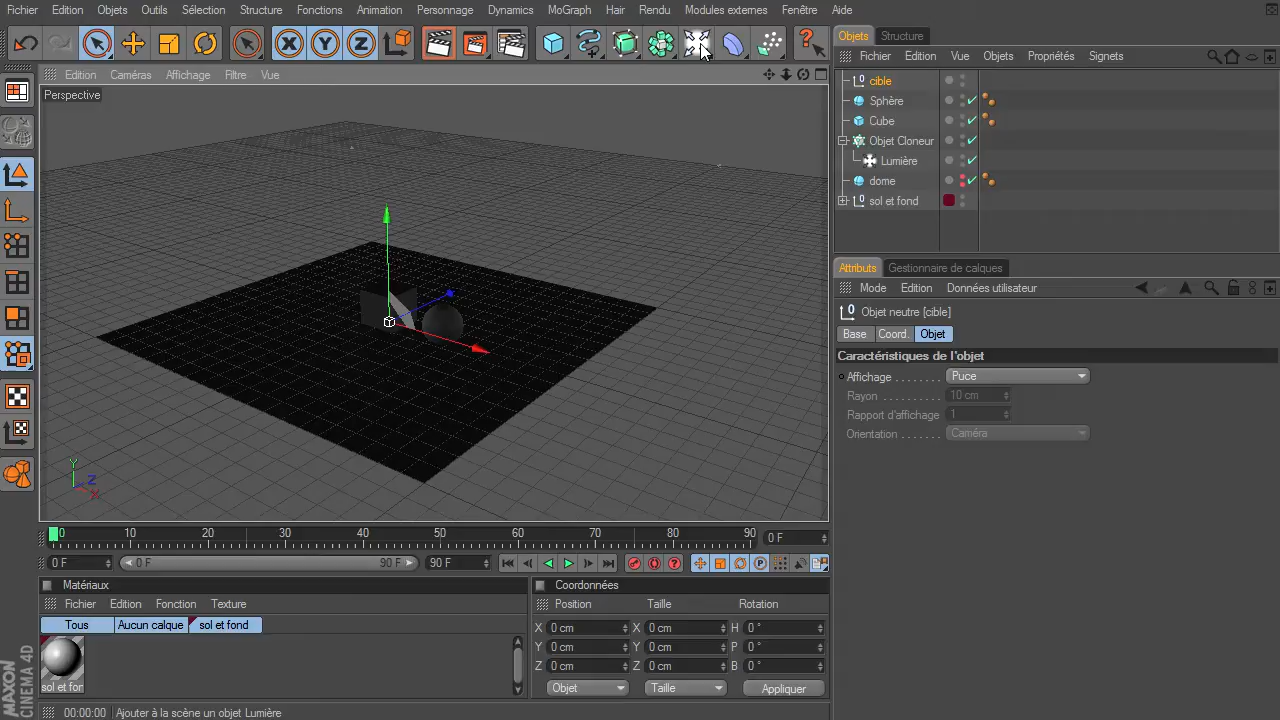 Fichier Edition Objets Outils Sélection Structure Fonctions Animation Personnage Dynamics MoGraph Hair Rendu Modules externes Fenêtre Aide
X Y Z
Objets Structure
Fichier Edition Vue Objets Propriétés Signets
Edition Caméras Affichage Filtre Vue
Perspective
cible
Sphère
Cube
Objet Cloneur
Lumière
dome
sol et fond
Attributs Gestionnaire de calques
Mode Edition Données utilisateur
Objet neutre [cible]
Base Coord. Objet
Caractéristiques de l'objet
Affichage . . . . . . . Puce
Rayon . . . . . . . . . . 10 cm
Rapport d'affichage 1
Orientation . . . . . . Caméra
Y Z X
0 10 20 30 40 50 60 70 80 90 0 F
0 F 0 F 90 F 90 F
Matériaux
Coordonnées
Fichier Edition Fonction Texture
Position Taille Rotation
Tous Aucun calque sol et fond
X 0 cm X 0 cm H 0 °
Y 0 cm Y 0 cm P 0 °
Z 0 cm Z 0 cm B 0 °
sol et for
Objet Taille Appliquer
MAXON CINEMA 4D
00:00:00 Ajouter à la scène un objet Lumière